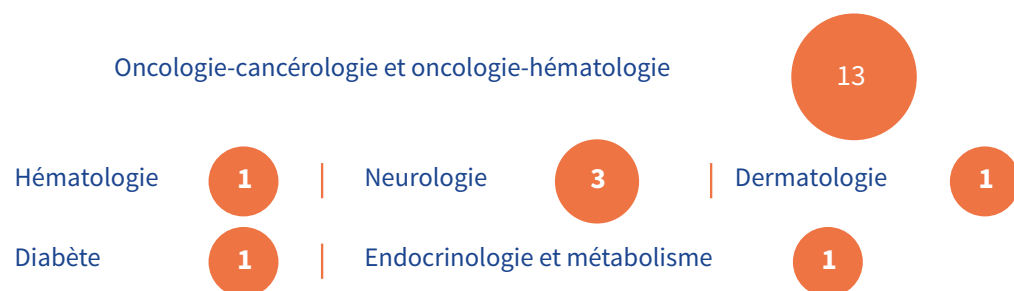 Oncologie-cancérologie et oncologie-hématologie 13
Hématologie 1 | Neurologie 3 | Dermatologie 1
Diabète 1 | Endocrinologie et métabolisme 1